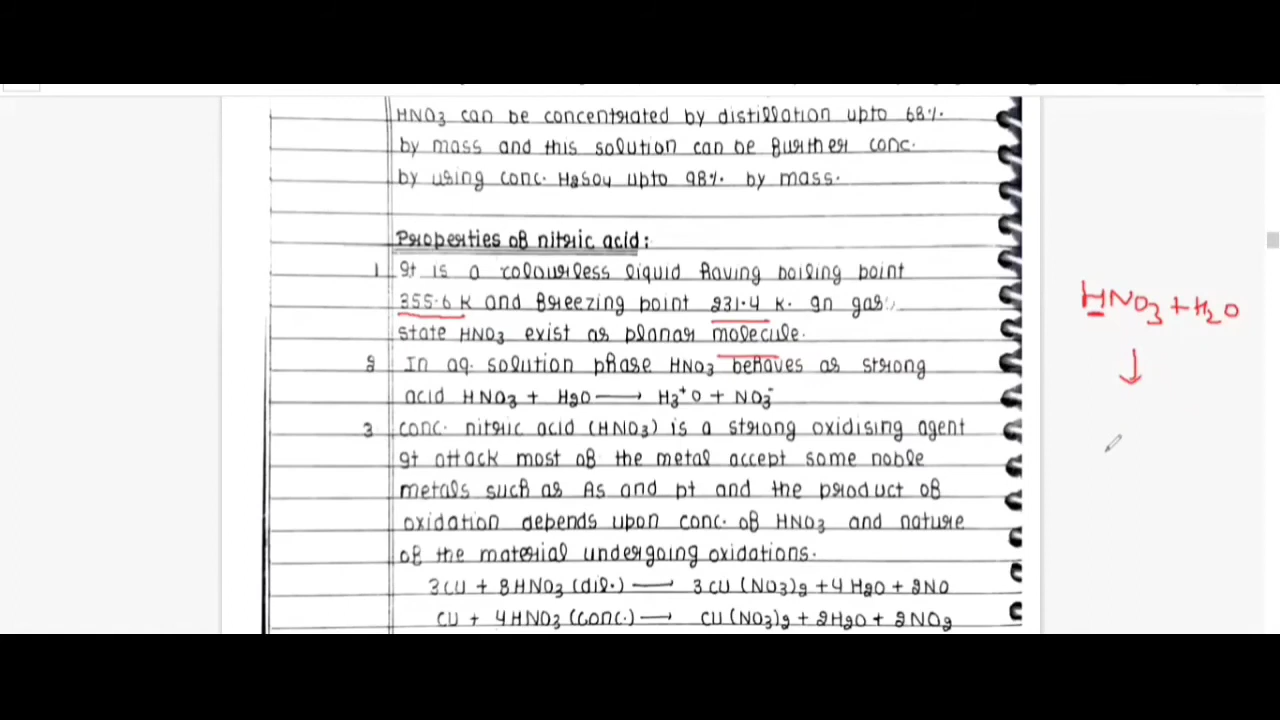 HNO3 can be concentrated by distillation upto 68%.
by mass and this solution can be further conc.
by using conc. H2SO4 upto 98% by mass.
Properties of nitric acid:
1 It is a colourless liquid having boiling point
355.6 K and freezing point 231.4 K. In gas
state HNO3 exist as planar molecule.
2 In aq. solution phase HNO3 behaves as strong
acid HNO3 + H2O ⟶ H3⁺O + NO3⁻
3 conc. nitric acid (HNO3) is a strong oxidising agent
It attack most of the metal accept some noble
metals such as As and pt and the product of
oxidation depends upon conc. of HNO3 and nature
of the material undergoing oxidations.
3CU + 8HNO3 (dil.) ⟶ 3 CU (NO3)2 + 4 H2O + 2NO
CU + 4HNO3 (conc.) ⟶ CU (NO3)2 + 2H2O + 2NO2
HNO3 + H2O
↓